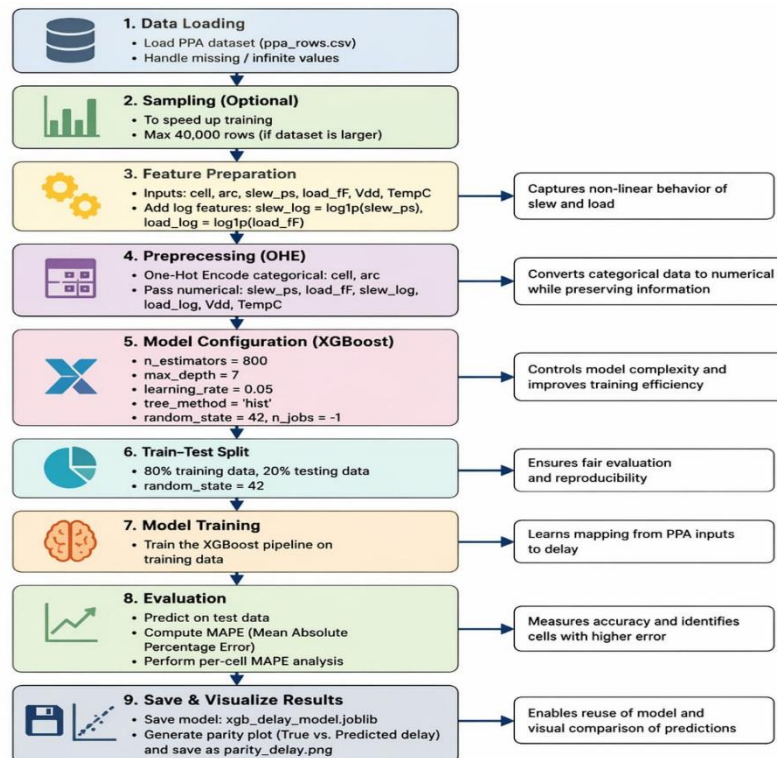 1. Data Loading
• Load PPA dataset (ppa_rows.csv)
• Handle missing / infinite values
2. Sampling (Optional)
• To speed up training
• Max 40,000 rows (if dataset is larger)
3. Feature Preparation
• Inputs: cell, arc, slew_ps, load_fF, Vdd, TempC
• Add log features: slew_log = log1p(slew_ps),
load_log = log1p(load_fF)
Captures non-linear behavior of
slew and load
4. Preprecessing (OHE)
• One-Hot Encode categorical: cell, arc
• Pass numerical: slew_ps, load_fF, slew_log,
load_log, Vdd, TempC
Converts categorical data to numerical
while preserving information
5. Model Configuration (XGBoost)
• n_estimators = 800
• max_depth = 7
• learning_rate = 0.05
• tree_method = 'hist'
• random_state = 42, n_jobs = -1
Controls model complexity and
improves training efficiency
6. Train–Test Split
• 80% training data, 20% testing data
• random_state = 42
Ensures fair evaluation
and reproducibility
7. Model Training
• Train the XGBoost pipeline on
training data
Learns mapping from PPA inputs
to delay
8. Evaluation
• Predict on test data
• Compute MAPE (Mean Absolute
Percentage Error)
• Perform per-cell MAPE analysis
Measures accuracy and identifies
cells with higher error
9. Save & Visualize Results
• Save model: xgb_delay_model.joblib
• Generate parity plot (True vs. Predicted delay)
and save as parity_delay.png
Enables reuse of model and
visual comparison of predictions